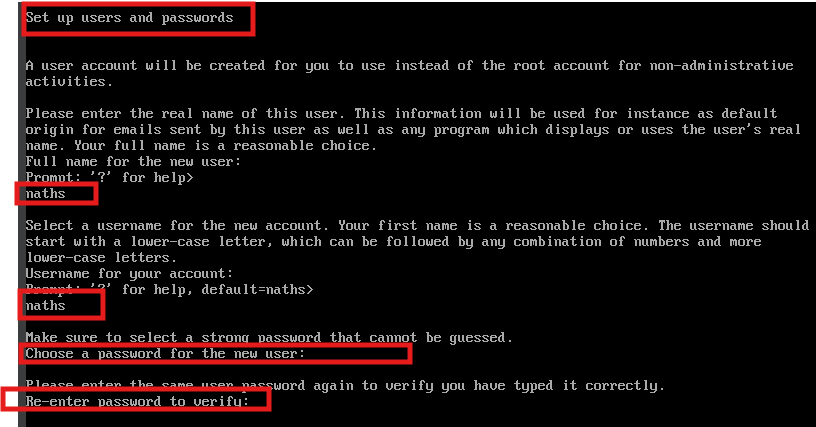 Set up users and passwords
A user account will be created for you to use instead of the root account for non-administrative
activities.
Please enter the real name of this user. This information will be used for instance as default
origin for emails sent by this user as well as any program which displays or uses the user's real
name. Your full name is a reasonable choice.
Full name for the new user:
Prompt: '?' for help>
naths
Select a username for the new account. Your first name is a reasonable choice. The username should
start with a lower-case letter, which can be followed by any combination of numbers and more
lower-case letters.
Username for your account:
Prompt: '?' for help, default=naths>
naths
Make sure to select a strong password that cannot be guessed.
Choose a password for the new user:
Please enter the same user password again to verify you have typed it correctly.
Re-enter password to verify: